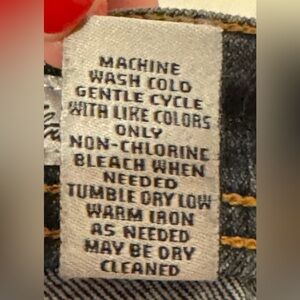 MACHINE
WASH COLD
GENTLE CYCLE
WITH LIKE COLORS
ONLY
NON-CHLORINE
BLEACH WHEN
NEEDED
TUMBLE DRY LOW
WARM IRON
AS NEEDED
MAY BE DRY
CLEANED